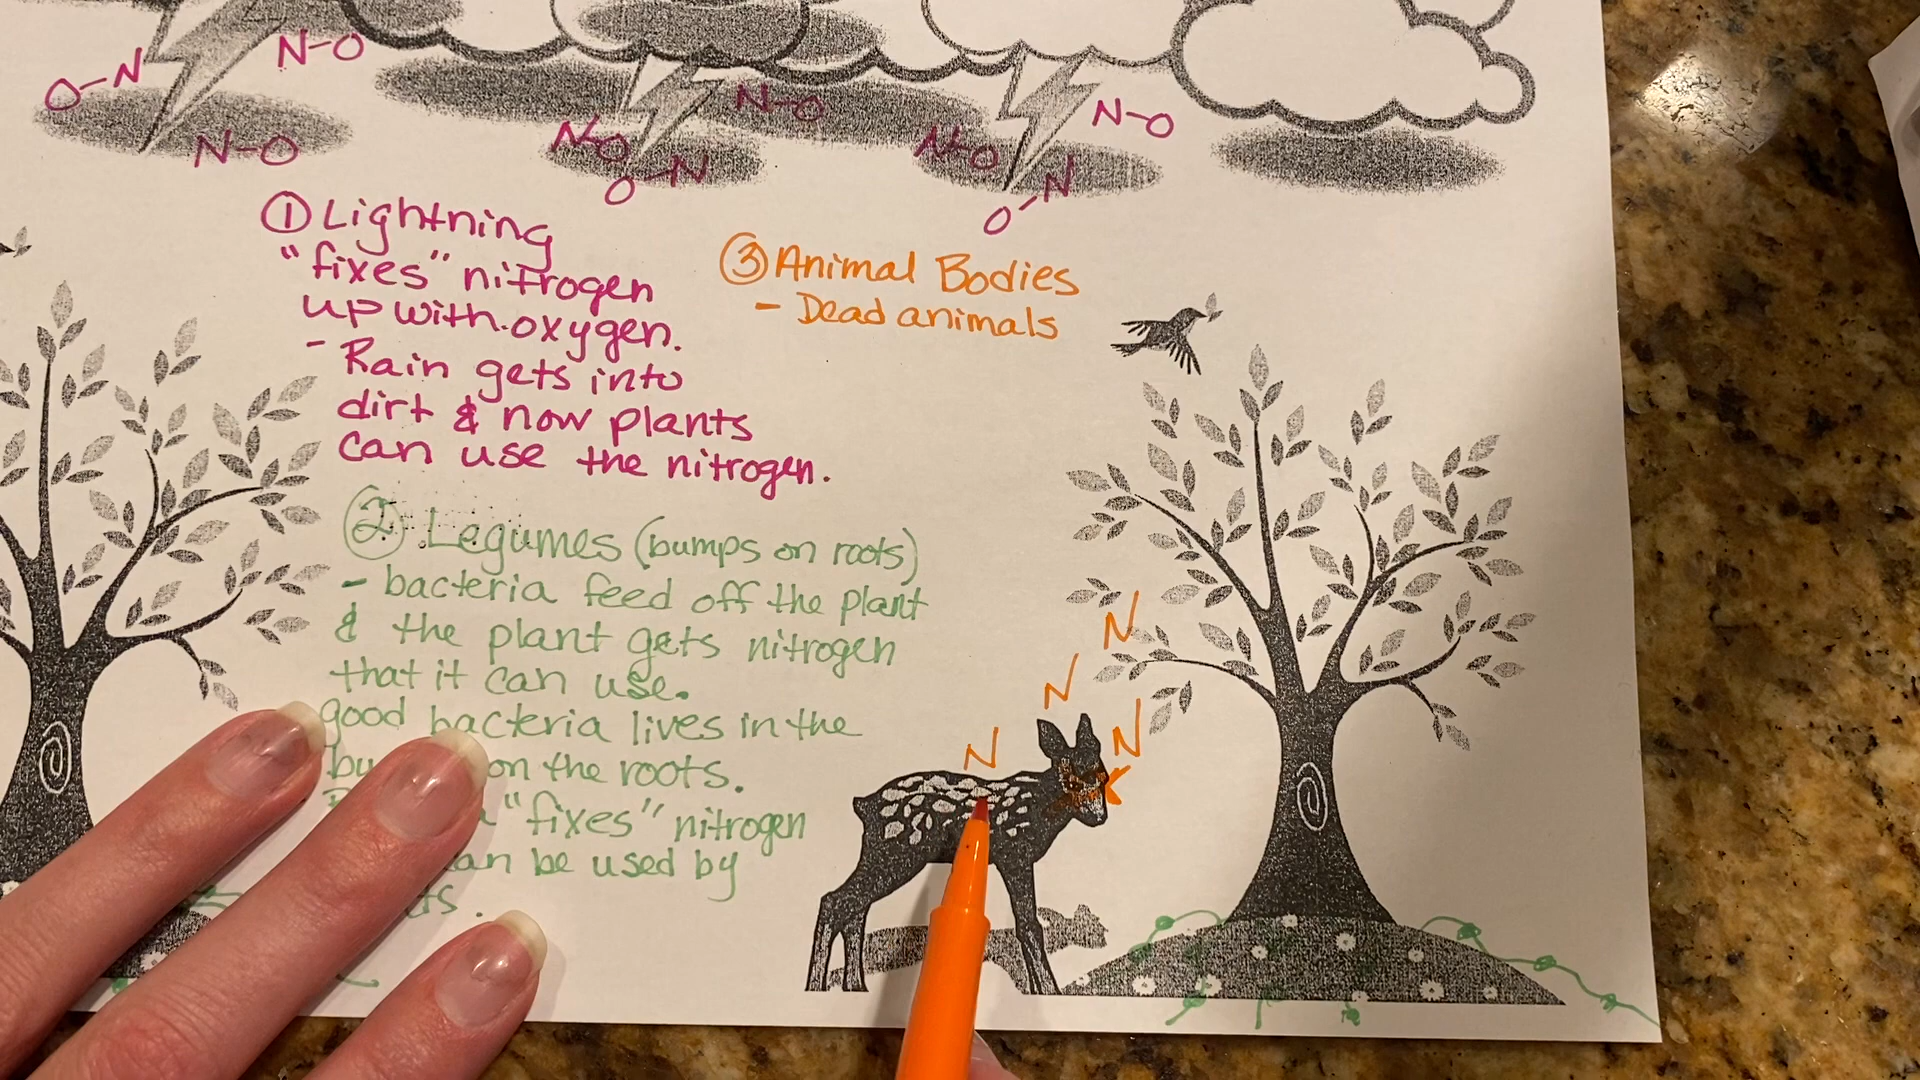 O-N
N-O
N-O
N-O
N-O
O-N
N-O
N-O
O-N
① Lightning
"fixes" nitrogen
up with oxygen.
- Rain gets into
dirt & now plants
can use the nitrogen.
② Legumes (bumps on roots)
- bacteria feed off the plant
& the plant gets nitrogen
that it can use.
good bacteria lives in the
on the roots.
"fixes" nitrogen
be used by
③ Animal Bodies
- Dead animals
N
N
N
N